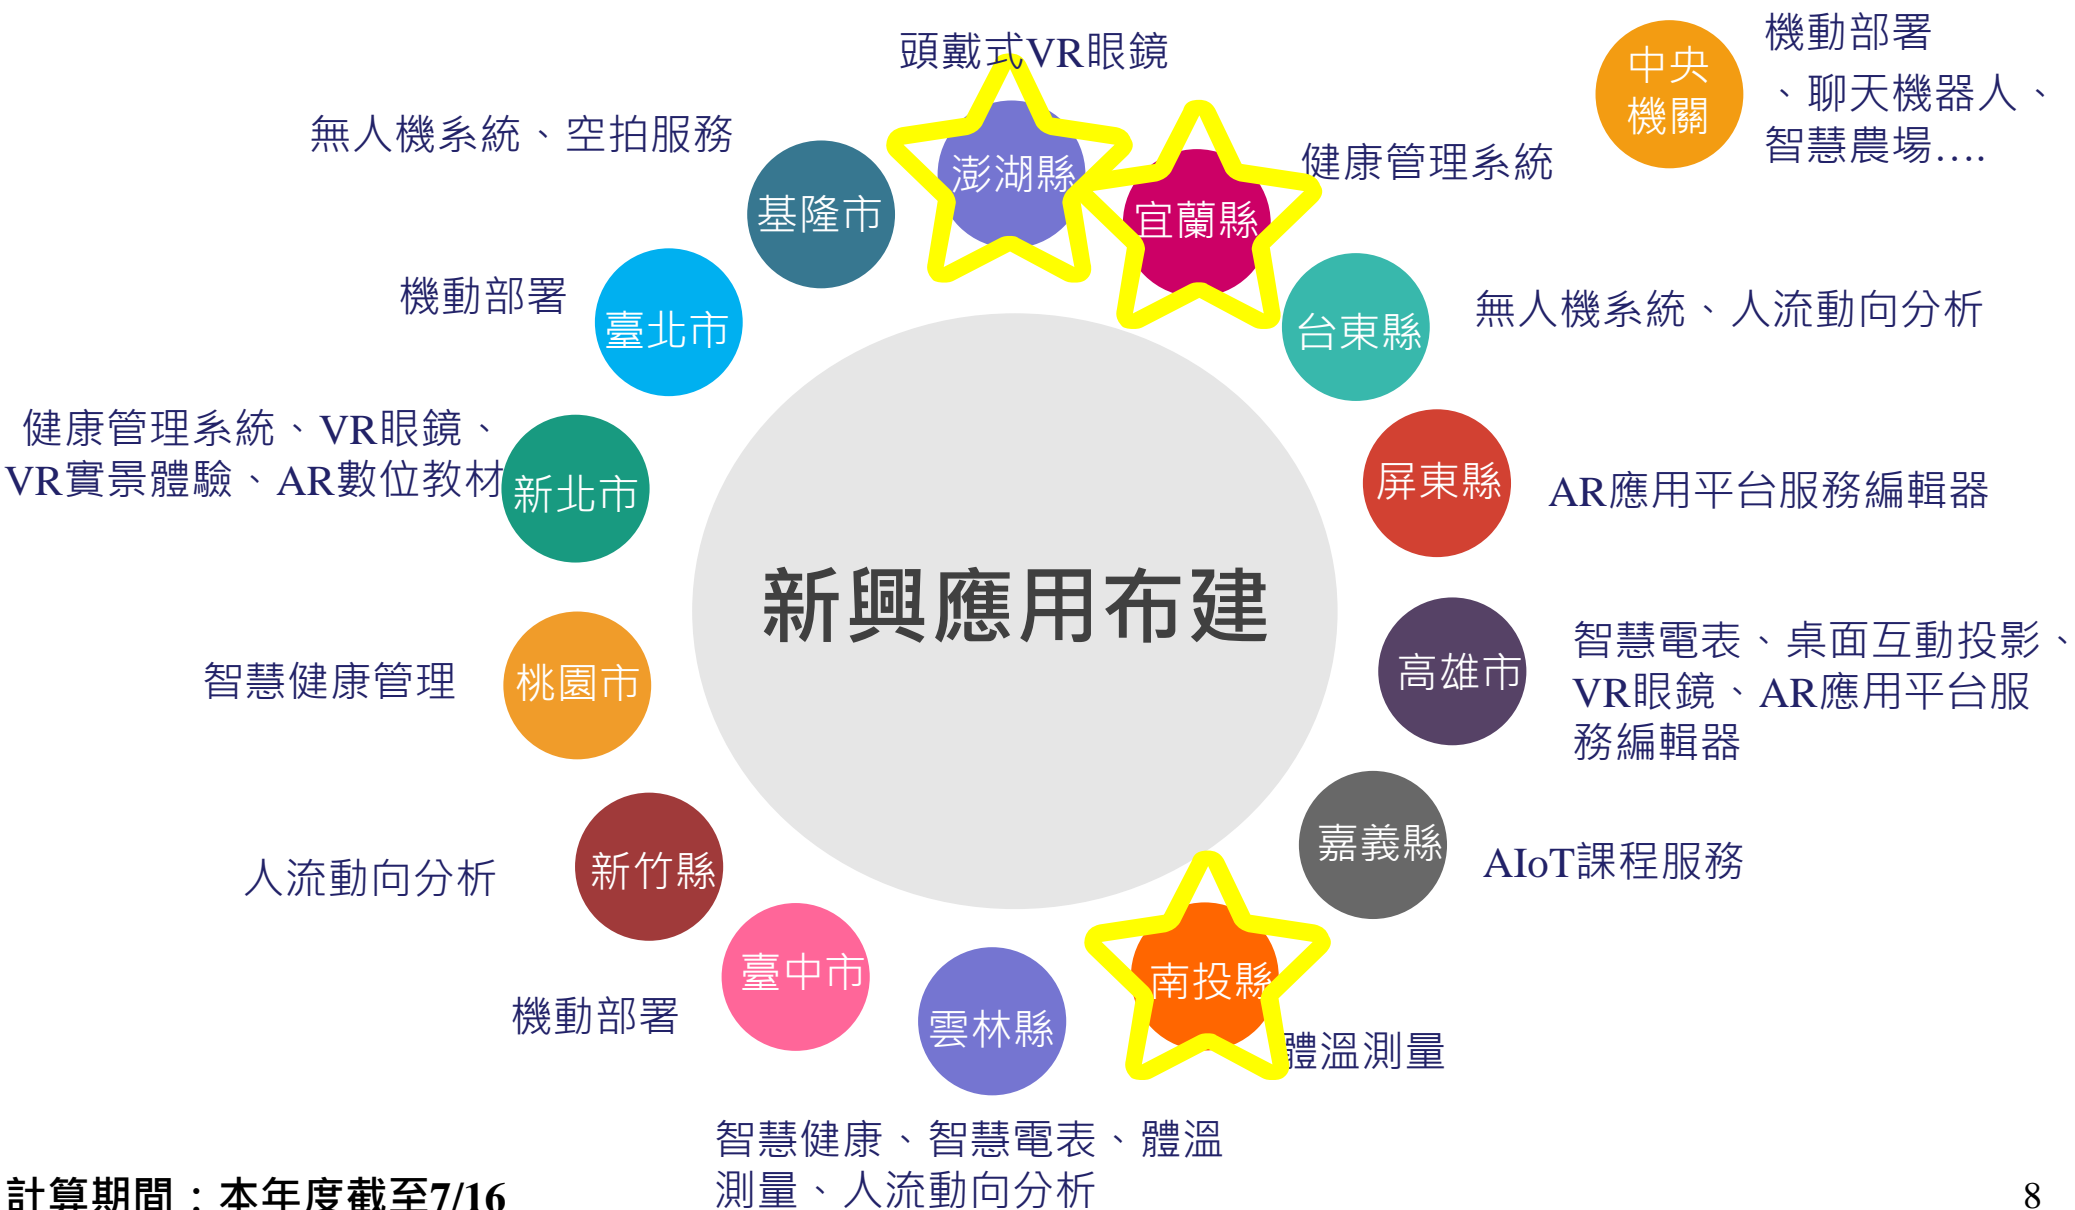 頭戴式VR眼鏡
中央
機關
機動部署
、聊天機器人、
智慧農場....
無人機系統、空拍服務
澎湖縣
宜蘭縣
健康管理系統
基隆市
機動部署
臺北市
台東縣
無人機系統、人流動向分析
健康管理系統、VR眼鏡、
VR實景體驗、AR數位教材
新北市
屏東縣
AR應用平台服務編輯器
新興應用布建
智慧健康管理
桃園市
高雄市
智慧電表、桌面互動投影、
VR眼鏡、AR應用平台服
務編輯器
人流動向分析
新竹縣
嘉義縣
AIoT課程服務
機動部署
臺中市
雲林縣
南投縣
體溫測量
智慧健康、智慧電表、體溫
測量、人流動向分析
計算期間：本年度截至7/16
8